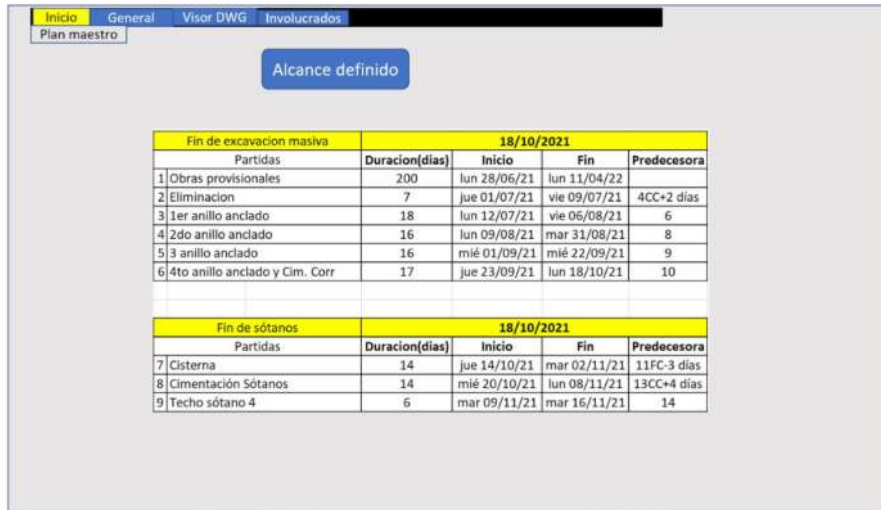 Inicio General Visor DWG Involucrados
Plan maestro
Alcance definido
Fin de excavacion masiva 18/10/2021
Partidas Duracion(dias) Inicio Fin Predecesora
1 Obras provisionales 200 lun 28/06/21 lun 11/04/22
2 Eliminacion 7 jue 01/07/21 vie 09/07/21 4CC+2 días
3 1er anillo anclado 18 lun 12/07/21 vie 06/08/21 6
4 2do anillo anclado 16 lun 09/08/21 mar 31/08/21 8
5 3 anillo anclado 16 mié 01/09/21 mié 22/09/21 9
6 4to anillo anclado y Cim. Corr 17 jue 23/09/21 lun 18/10/21 10
Fin de sótanos 18/10/2021
Partidas Duracion(dias) Inicio Fin Predecesora
7 Cisterna 14 jue 14/10/21 mar 02/11/21 11FC-3 días
8 Cimentación Sótanos 14 mié 20/10/21 lun 08/11/21 13CC+4 días
9 Techo sótano 4 6 mar 09/11/21 mar 16/11/21 14